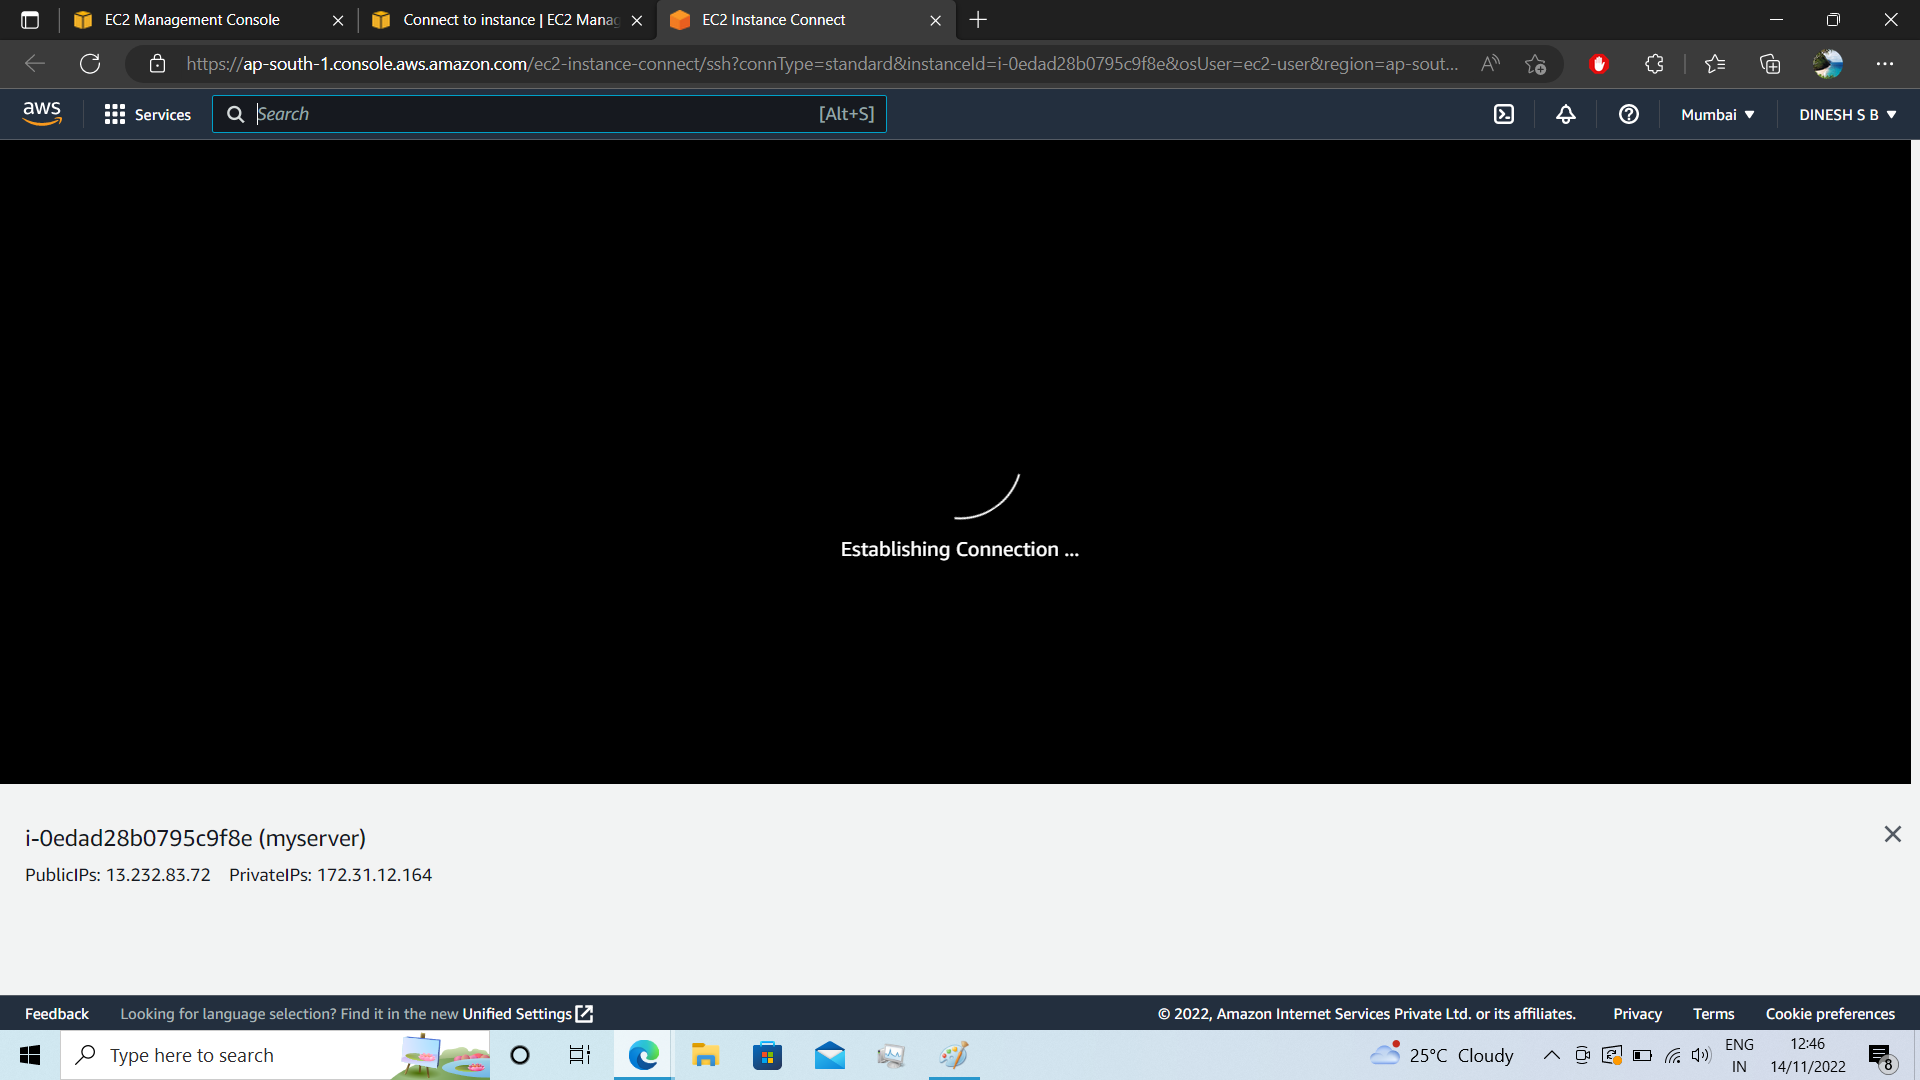 EC2 Management Console
Connect to instance | EC2 Manag
EC2 Instance Connect
https://ap-south-1.console.aws.amazon.com/ec2-instance-connect/ssh?connType=standard&instanceId=i-0edad28b0795c9f8e&osUser=ec2-user&region=ap-sout...
aws
Services
Search
[Alt+S]
Mumbai
DINESH S B
Establishing Connection ...
i-0edad28b0795c9f8e (myserver)
PublicIPs: 13.232.83.72 PrivateIPs: 172.31.12.164
Feedback
Looking for language selection? Find it in the new Unified Settings
© 2022, Amazon Internet Services Private Ltd. or its affiliates.
Privacy
Terms
Cookie preferences
Type here to search
25°C Cloudy
ENG
IN
12:46
14/11/2022
8